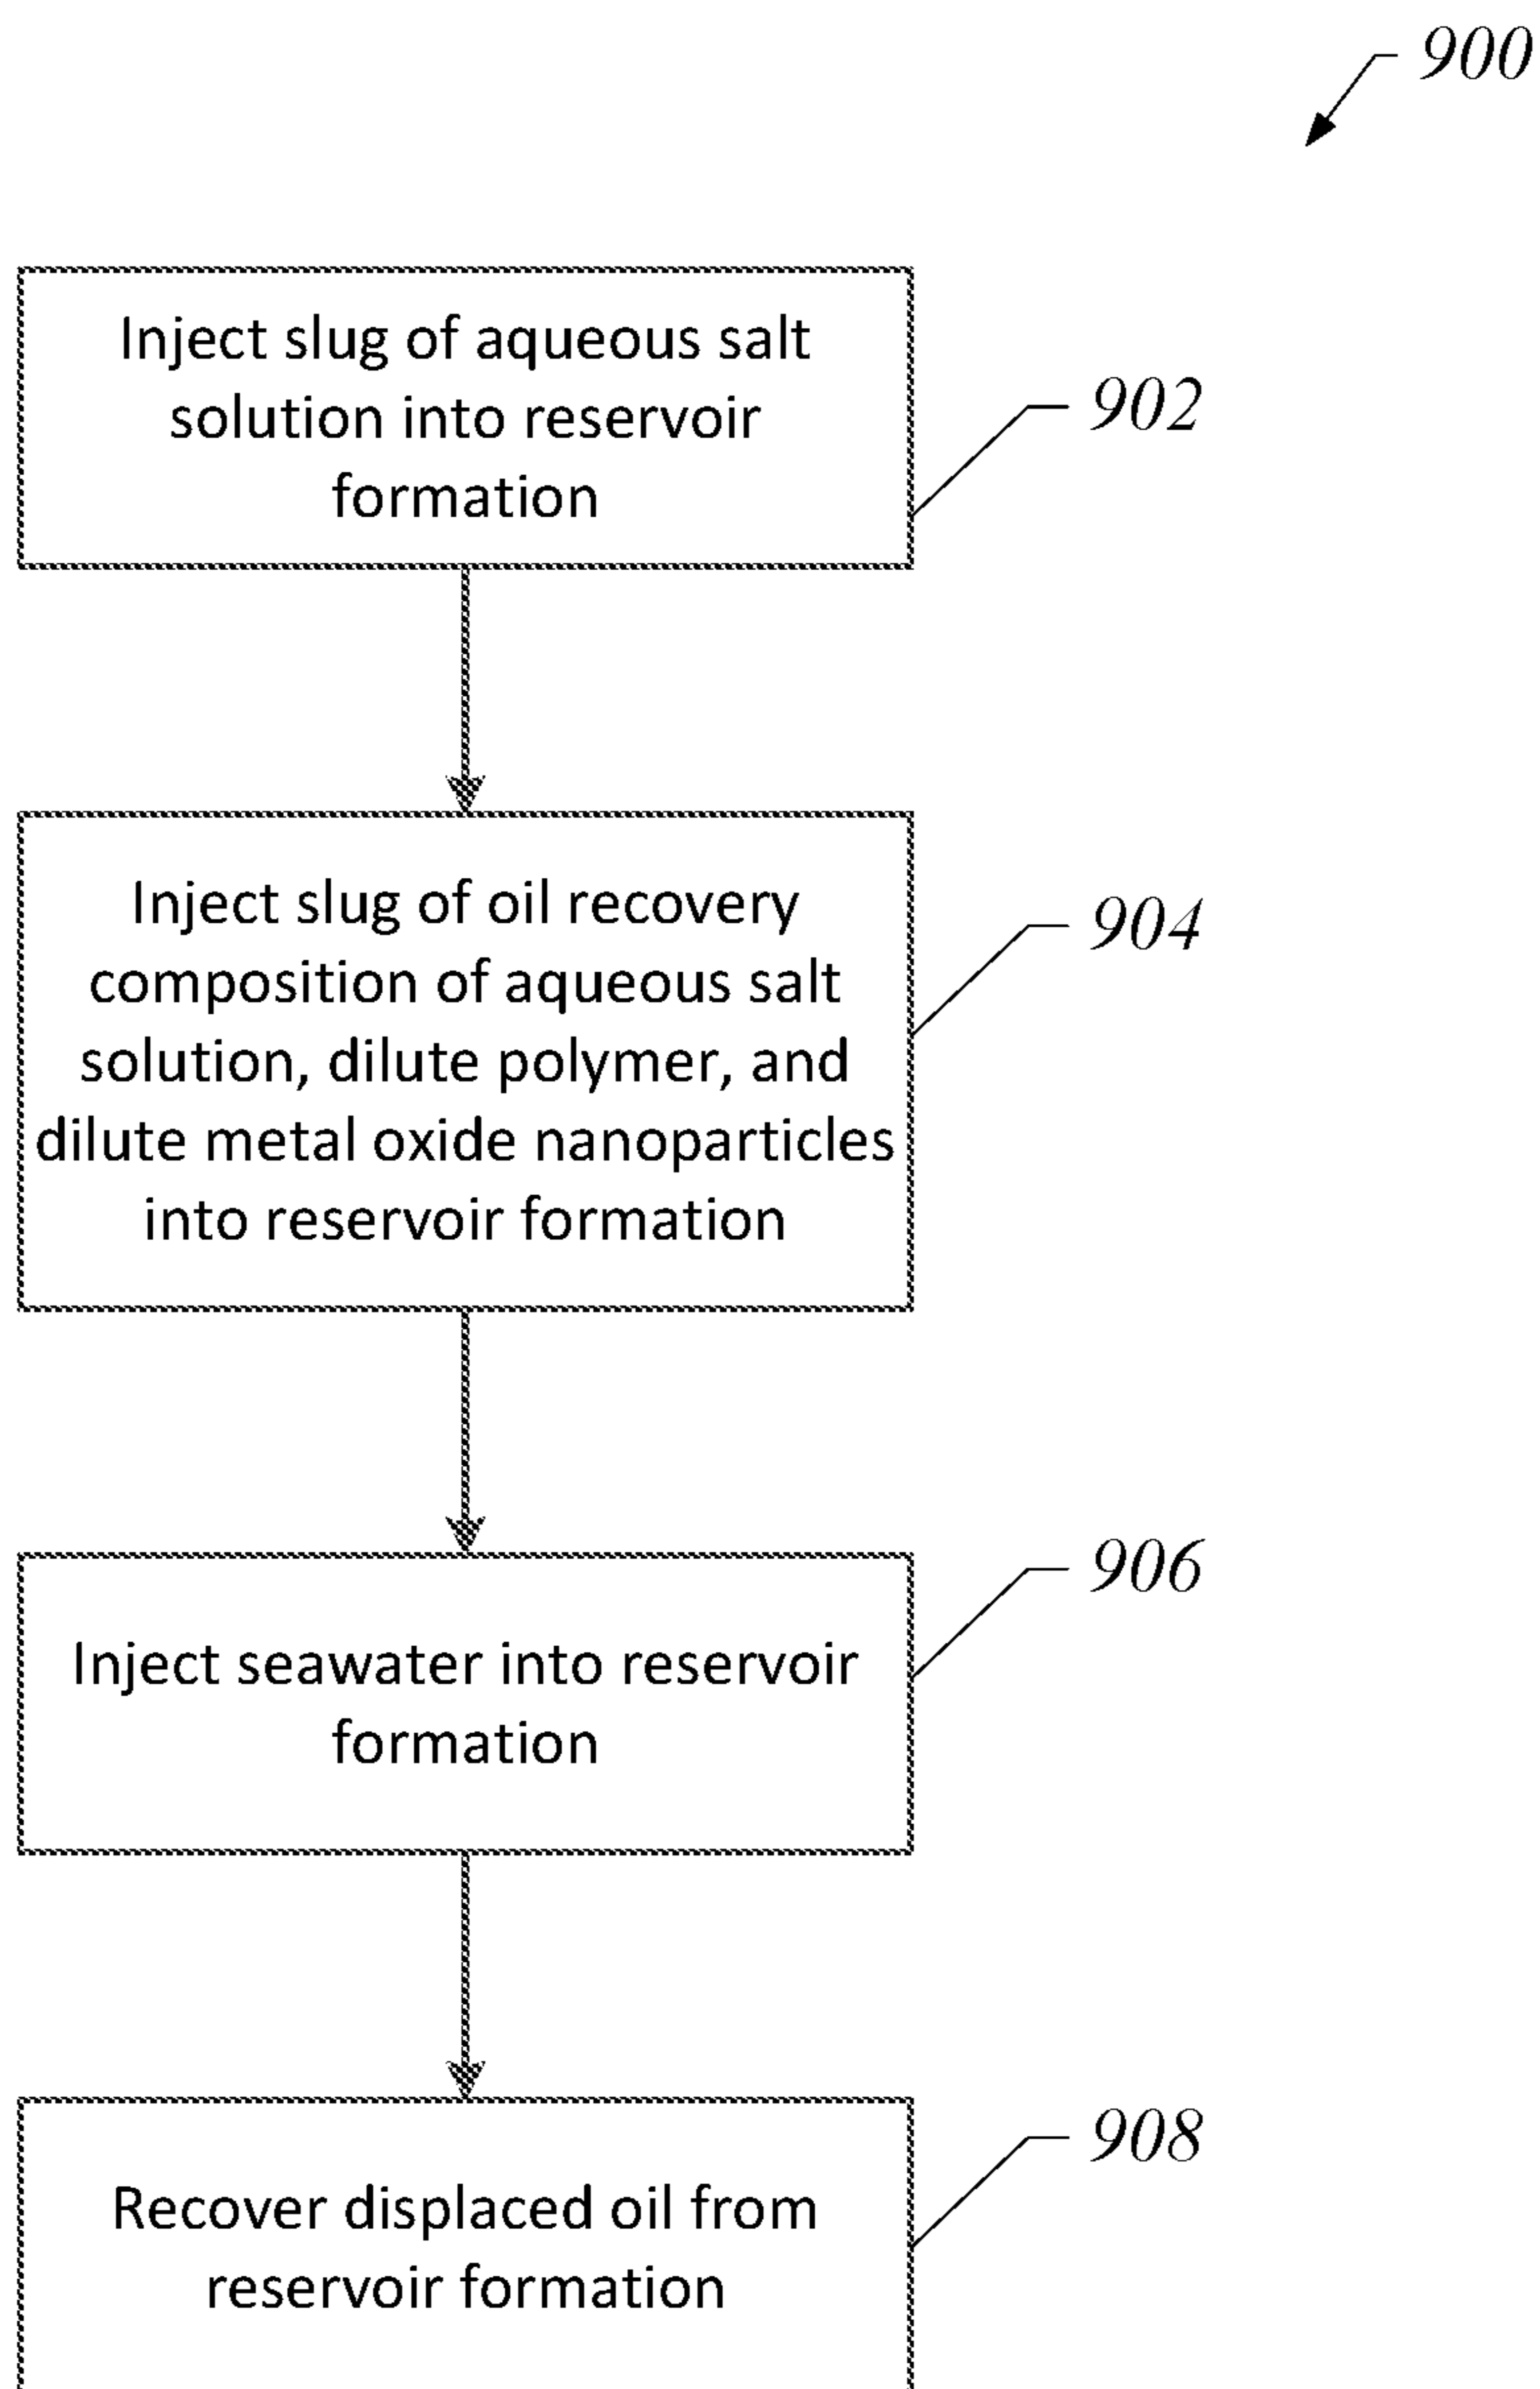 900
Inject slug of aqueous salt
solution into reservoir
formation
902
Inject slug of oil recovery
composition of aqueous salt
solution, dilute polymer, and
dilute metal oxide nanoparticles
into reservoir formation
904
Inject seawater into reservoir
formation
906
Recover displaced oil from
reservoir formation
908